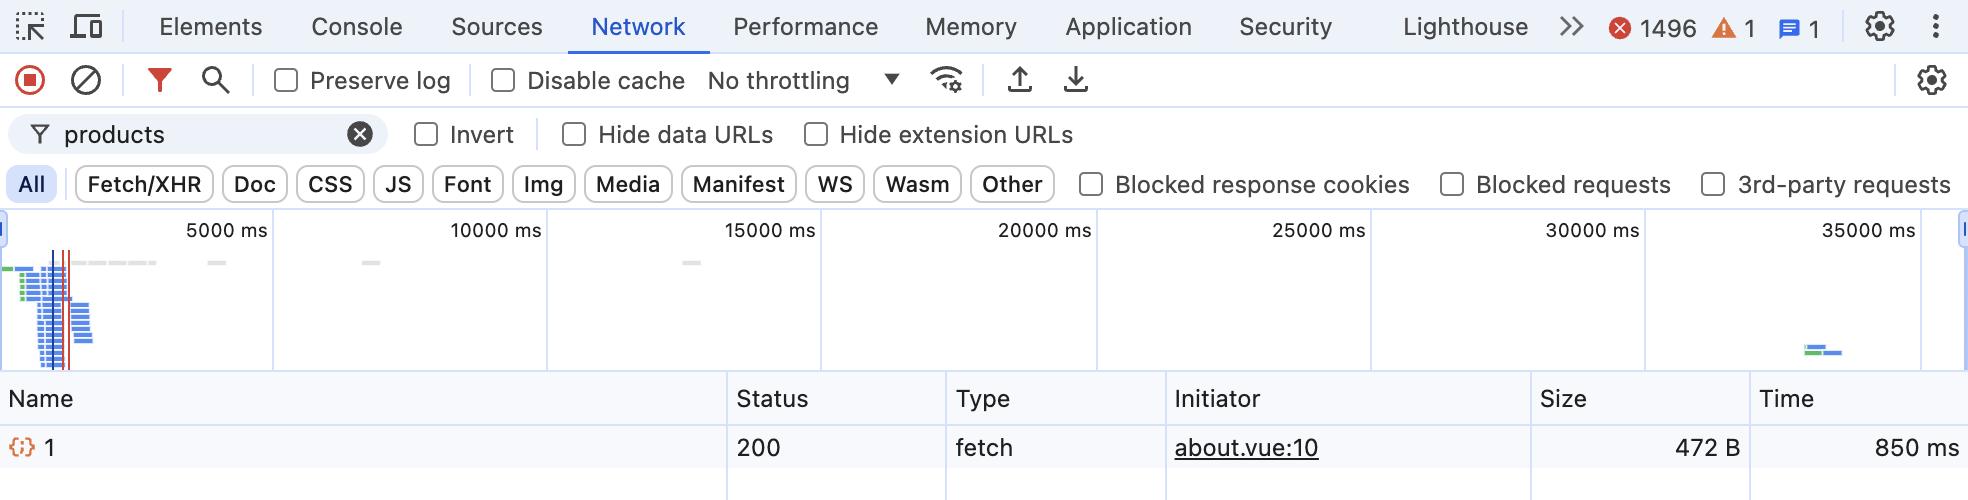 Elements Console Sources Network Performance Memory Application Security Lighthouse 1496 1 1
Preserve log Disable cache No throttling
products Invert Hide data URLs Hide extension URLs
All Fetch/XHR Doc CSS JS Font Img Media Manifest WS Wasm Other Blocked response cookies Blocked requests 3rd-party requests
5000 ms 10000 ms 15000 ms 20000 ms 25000 ms 30000 ms 35000 ms
Name Status Type Initiator Size Time
1 200 fetch about.vue:10 472 B 850 ms